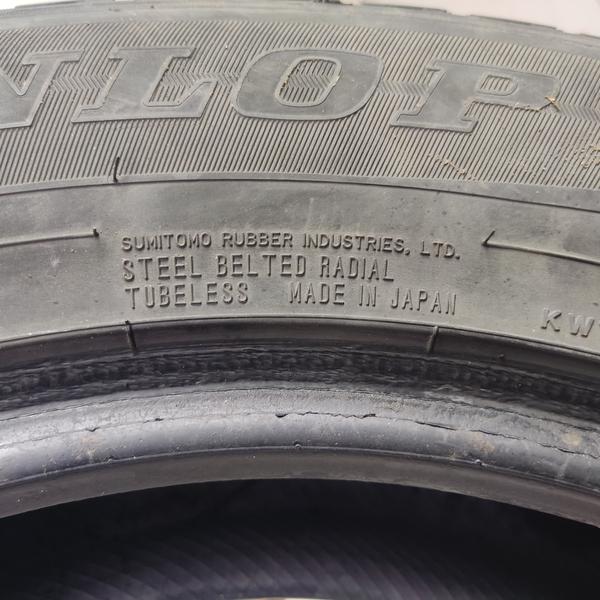 NLOP
SUMITOMO RUBBER INDUSTRIES, LTD.
STEEL BELTED RADIAL
TUBELESS MADE IN JAPAN
KW